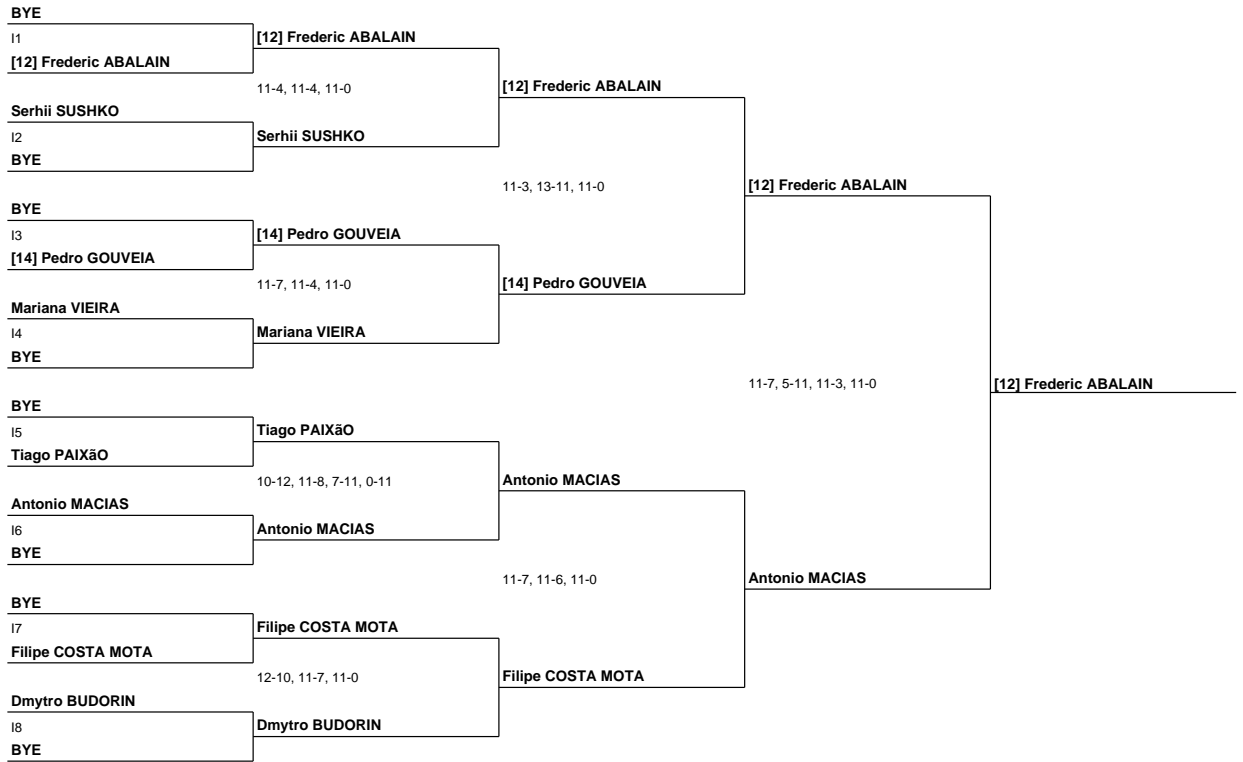 BYE
I1
[12] Frederic ABALAIN
[12] Frederic ABALAIN
11-4, 11-4, 11-0
[12] Frederic ABALAIN
Serhii SUSHKO
I2
Serhii SUSHKO
BYE
11-3, 13-11, 11-0
[12] Frederic ABALAIN
BYE
I3
[14] Pedro GOUVEIA
[14] Pedro GOUVEIA
11-7, 11-4, 11-0
[14] Pedro GOUVEIA
Mariana VIEIRA
I4
Mariana VIEIRA
BYE
11-7, 5-11, 11-3, 11-0
[12] Frederic ABALAIN
BYE
I5
Tiago PAIXãO
Tiago PAIXãO
10-12, 11-8, 7-11, 0-11
Antonio MACIAS
Antonio MACIAS
I6
Antonio MACIAS
BYE
11-7, 11-6, 11-0
Antonio MACIAS
BYE
I7
Filipe COSTA MOTA
Filipe COSTA MOTA
12-10, 11-7, 11-0
Filipe COSTA MOTA
Dmytro BUDORIN
I8
Dmytro BUDORIN
BYE